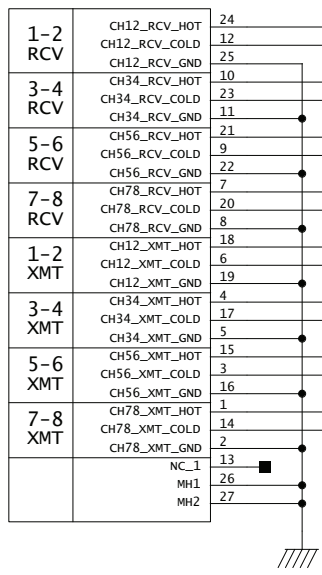 1-2 RCV CH12_RCV_HOT 24
CH12_RCV_COLD 12
CH12_RCV_GND 25
3-4 RCV CH34_RCV_HOT 10
CH34_RCV_COLD 23
CH34_RCV_GND 11
5-6 RCV CH56_RCV_HOT 21
CH56_RCV_COLD 9
CH56_RCV_GND 22
7-8 RCV CH78_RCV_HOT 7
CH78_RCV_COLD 20
CH78_RCV_GND 8
1-2 XMT CH12_XMT_HOT 18
CH12_XMT_COLD 6
CH12_XMT_GND 19
3-4 XMT CH34_XMT_HOT 4
CH34_XMT_COLD 17
CH34_XMT_GND 5
5-6 XMT CH56_XMT_HOT 15
CH56_XMT_COLD 3
CH56_XMT_GND 16
7-8 XMT CH78_XMT_HOT 1
CH78_XMT_COLD 14
CH78_XMT_GND 2
NC_1 13
MH1 26
MH2 27